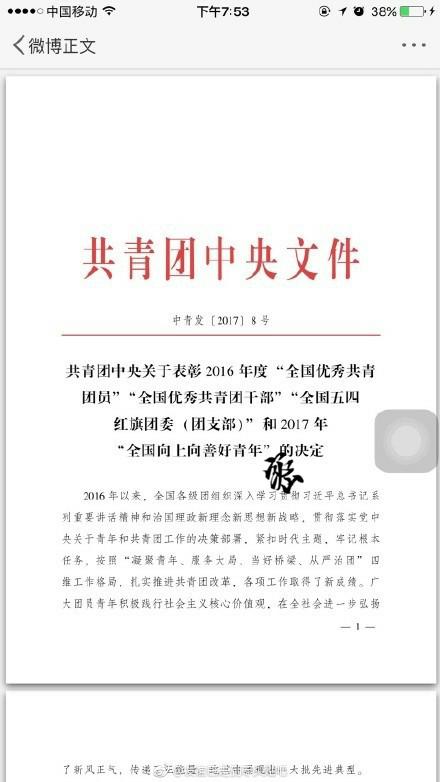 中国移动
下午7:53
38%
微博正文
共青团中央文件
中青发〔2017〕8号
共青团中央关于表彰2016年度“全国优秀共青
团员”“全国优秀共青团干部”“全国五四
红旗团委（团支部）”和2017年
“全国向上向善好青年”的决定
2016年以来，全国各级团组织深入学习贯彻习近平总书记系
列重要讲话精神和治国理政新理念新思想新战略，贯彻落实党中
央关于青年和共青团工作的决策部署，紧扣时代主题，牢记根本
任务，按照“凝聚青年、服务大局、当好桥梁、从严治团”四
维工作格局，扎实推进共青团改革，各项工作取得了新成绩。广
大团员青年积极践行社会主义核心价值观，在全社会进一步弘扬
— 1 —
了新风正气，传递 大批先进典型。